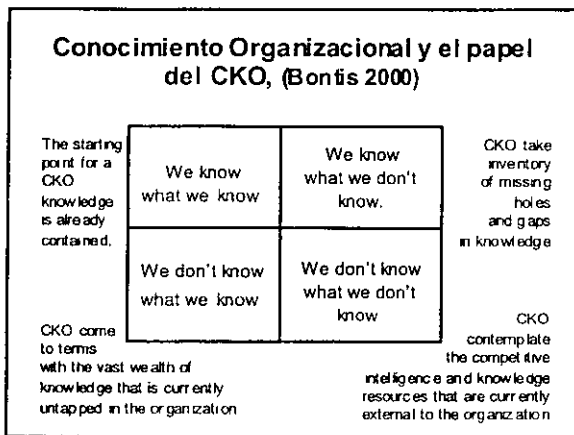 Conocimiento Organizacional y el papel
del CKO, (Bontis 2000)
The starting
point for a
CKO
knowledge
is already
contained.
We know
what we know
We know
what we don't
know.
CKO take
inventory
of missing
holes
and gaps
in knowledge
We don't know
what we know
We don't know
what we don't
know
CKO come
to terms
with the vast wealth of
knowledge that is currently
untapped in the organization
CKO
contemplate
the competitive
intelligence and knowledge
resources that are currently
external to the organization